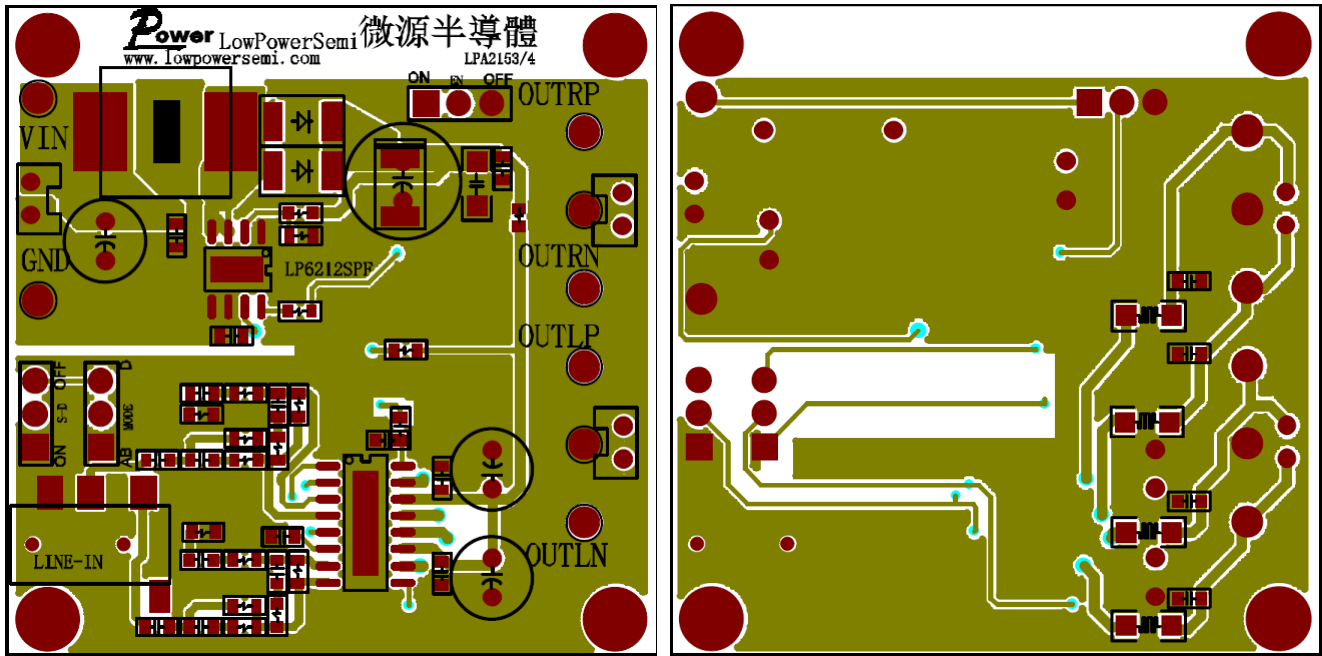 Power LowPowerSemi 微源半導體
www.lowpowersemi.com
LPA2153/4
ON EN OFF
OUTRP
VIN
GND
OUTRN
LP6212SPF
OUTLP
OFF
S-D
ON
D
MODE
AB
LINE-IN
OUTLN